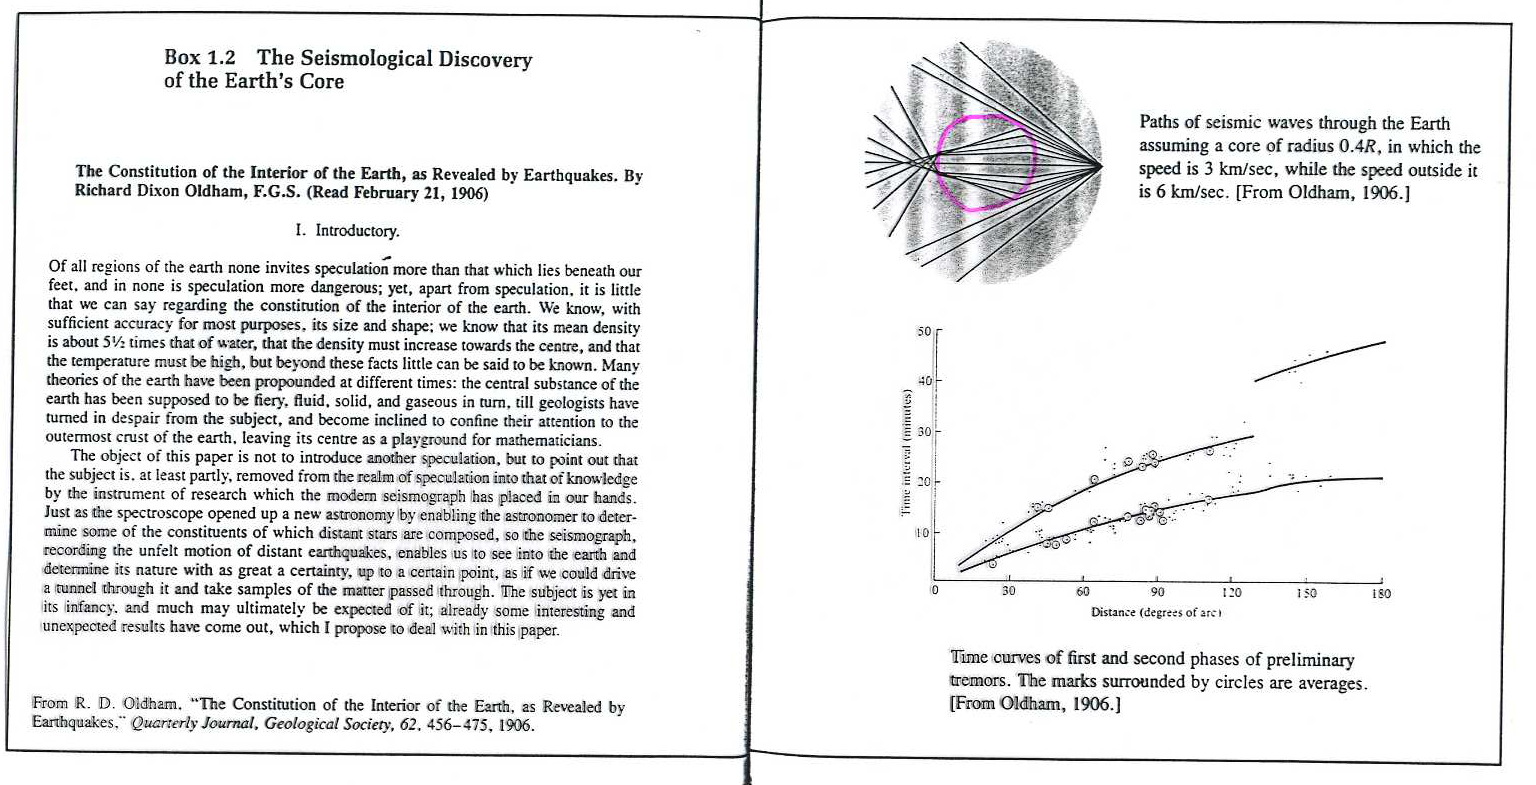 Box 1.2 The Seismological Discovery
of the Earth's Core
The Constitution of the Interior of the Earth, as Revealed by Earthquakes. By
Richard Dixon Oldham, F.G.S. (Read February 21, 1906)
I. Introductory.
Of all regions of the earth none invites speculation more than that which lies beneath our
feet, and in none is speculation more dangerous; yet, apart from speculation, it is little
that we can say regarding the constitution of the interior of the earth. We know, with
sufficient accuracy for most purposes, its size and shape; we know that its mean density
is about 5½ times that of water, that the density must increase towards the centre, and that
the temperature must be high, but beyond these facts little can be said to be known. Many
theories of the earth have been propounded at different times: the central substance of the
earth has been supposed to be fiery, fluid, solid, and gaseous in turn, till geologists have
turned in despair from the subject, and become inclined to confine their attention to the
outermost crust of the earth, leaving its centre as a playground for mathematicians.
The object of this paper is not to introduce another speculation, but to point out that
the subject is, at least partly, removed from the realm of speculation into that of knowledge
by the instrument of research which the modern seismograph has placed in our hands.
Just as the spectroscope opened up a new astronomy by enabling the astronomer to deter-
mine some of the constituents of which distant stars are composed, so the seismograph,
recording the unfelt motion of distant earthquakes, enables us to see into the earth and
determine its nature with as great a certainty, up to a certain point, as if we could drive
a tunnel through it and take samples of the matter passed through. The subject is yet in
its infancy, and much may ultimately be expected of it; already some interesting and
unexpected results have come out, which I propose to deal with in this paper.
From R. D. Oldham, "The Constitution of the Interior of the Earth, as Revealed by
Earthquakes," Quarterly Journal, Geological Society, 62, 456–475, 1906.
Paths of seismic waves through the Earth
assuming a core of radius 0.4R, in which the
speed is 3 km/sec, while the speed outside it
is 6 km/sec. [From Oldham, 1906.]
50
40
30
20
10
Time interval (minutes)
0 30 60 90 120 150 180
Distance (degrees of arc)
Time curves of first and second phases of preliminary
tremors. The marks surrounded by circles are averages.
[From Oldham, 1906.]